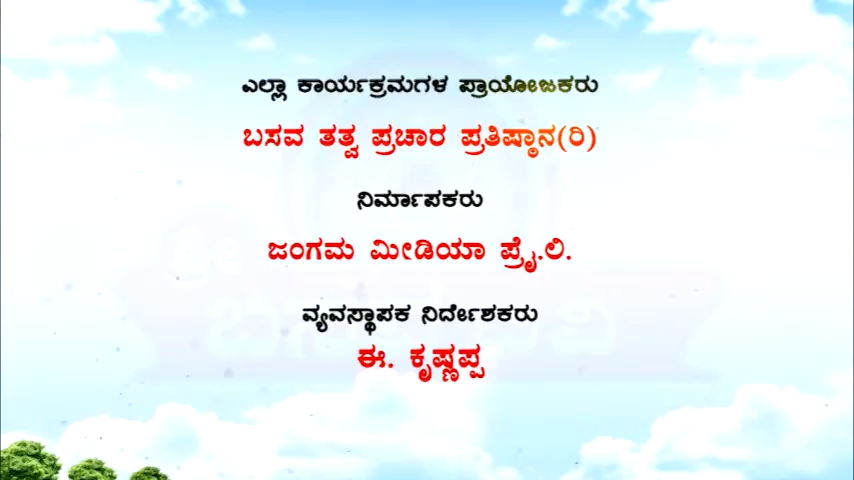 ಎಲ್ಲಾ ಕಾರ್ಯಕ್ರಮಗಳ ಪ್ರಾಯೋಜಕರು
ಬಸವ ತತ್ವ ಪ್ರಚಾರ ಪ್ರತಿಷ್ಠಾನ(ರಿ)
ನಿರ್ಮಾಪಕರು
ಜಂಗಮ ಮೀಡಿಯಾ ಪ್ರೈ.ಲಿ.
ವ್ಯವಸ್ಥಾಪಕ ನಿರ್ದೇಶಕರು
ಈ. ಕೃಷ್ಣಪ್ಪ